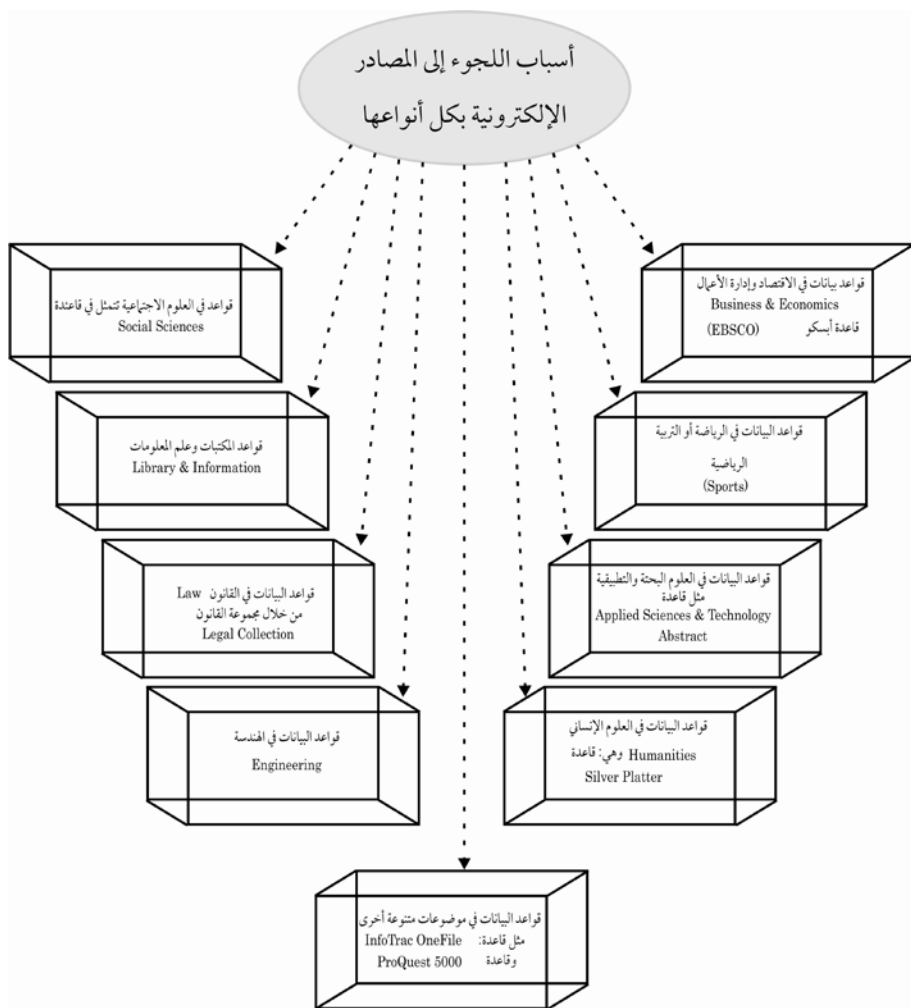 أسباب اللجوء إلى المصادر
الإلكترونية بكل أنواعها
قواعد بيانات في الاقتصاد وإدارة الأعمال
Business & Economics
قاعدة أبسكو (EBSCO)
قواعد البيانات في الرياضة أو التربية
الرياضية
(Sports)
قواعد البيانات في العلوم البحتة والتطبيقية
مثل قاعدة
Applied Sciences & Technology
Abstract
قواعد البيانات في العلوم الإنساني
Humanities وهي: قاعدة
Silver Platter
قواعد في العلوم الاجتماعية تتمثل في قاعندة
Social Sciences
قواعد المكتبات وعلم المعلومات
Library & Information
قواعد البيانات في القانون Law
من خلال مجموعة القانون
Legal Collection
قواعد البيانات في الهندسة
Engineering
قواعد البيانات في موضوعات متنوعة أخرى
مثل قاعدة: InfoTrac OneFile
وقاعدة ProQuest 5000